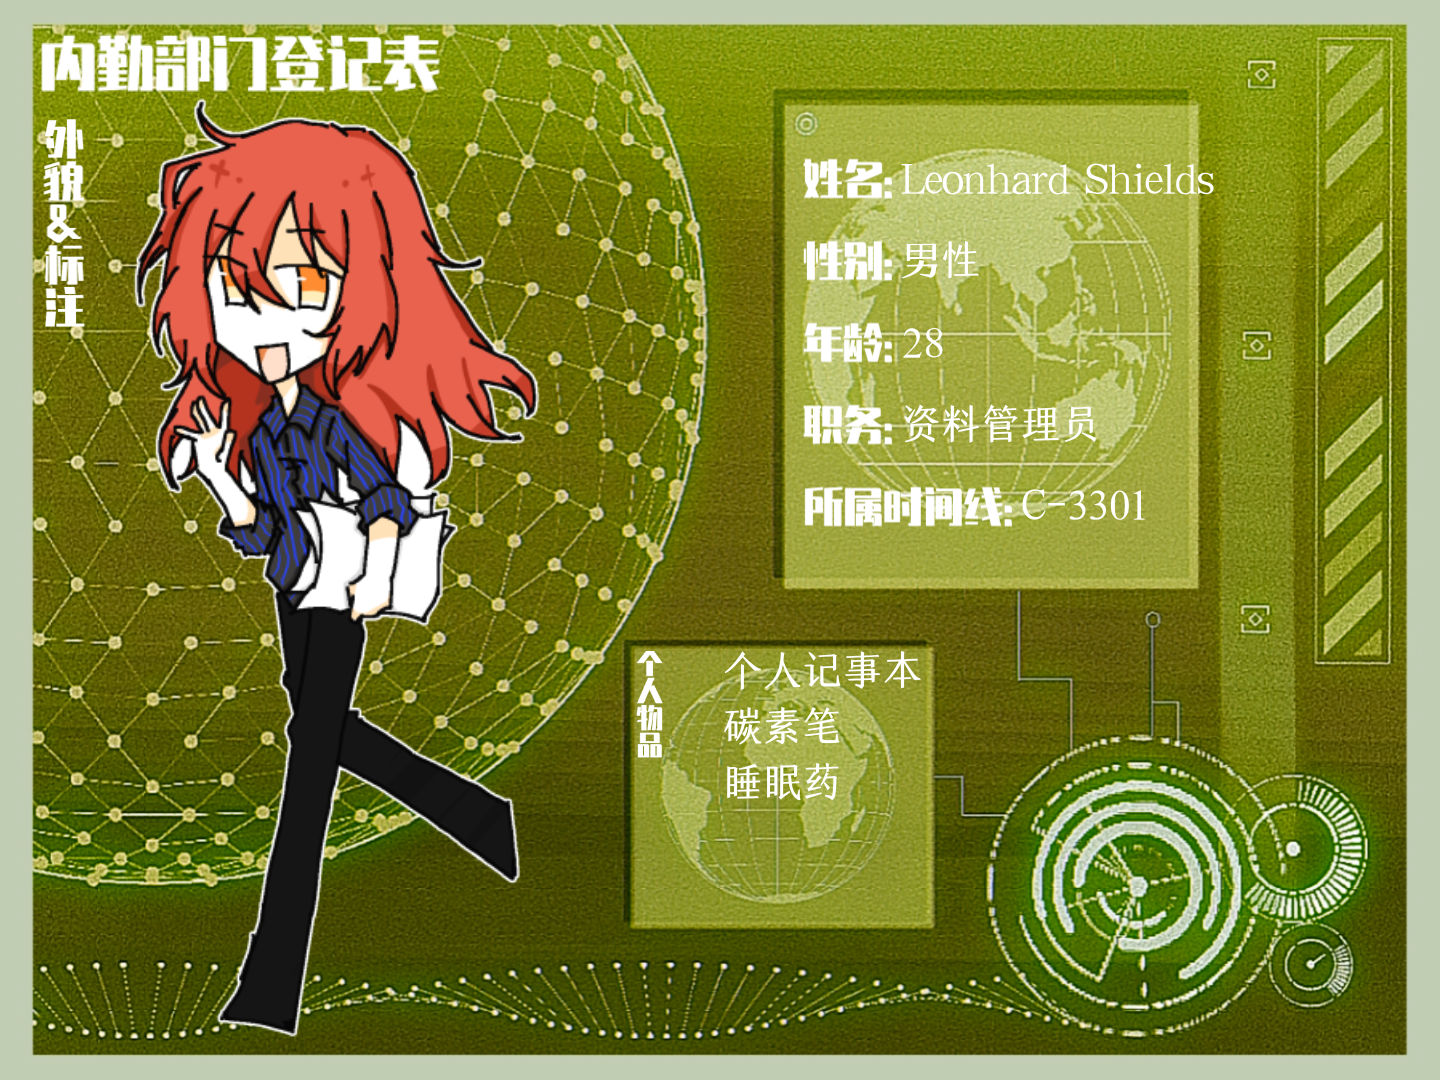 内勤部门登记表
外貌&标注
姓名: Leonhard Shields
性别: 男性
年龄: 28
职务: 资料管理员
所属时间线: C-3301
个人物品
个人记事本
碳素笔
睡眠药